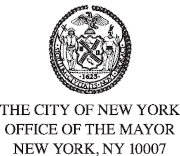 1625
THE CITY OF NEW YORK
OFFICE OF THE MAYOR
NEW YORK, NY 10007